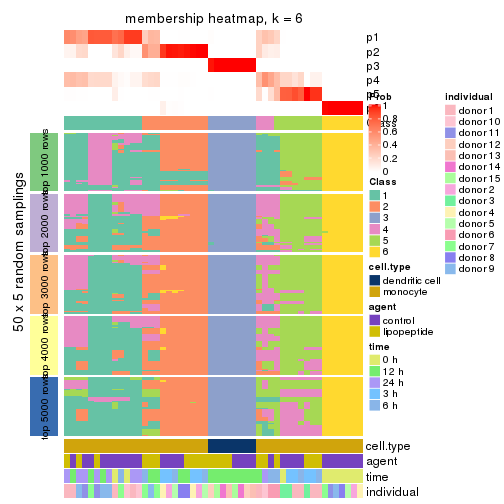 membership heatmap, k = 6
p1
p2
p3
p4
p5
50 x 5 random samplings
top 1000 rows
top 2000 rows
top 3000 rows
top 4000 rows
top 5000 rows
cell.type
agent
time
individual
Prob
1
0.8
0.6
0.4
0.2
0
Class
1
2
3
4
5
6
cell.type
dendritic cell
monocyte
agent
control
lipopeptide
time
0 h
12 h
24 h
3 h
6 h
individual
donor 1
donor 10
donor 11
donor 12
donor 13
donor 14
donor 15
donor 2
donor 3
donor 4
donor 5
donor 6
donor 7
donor 8
donor 9